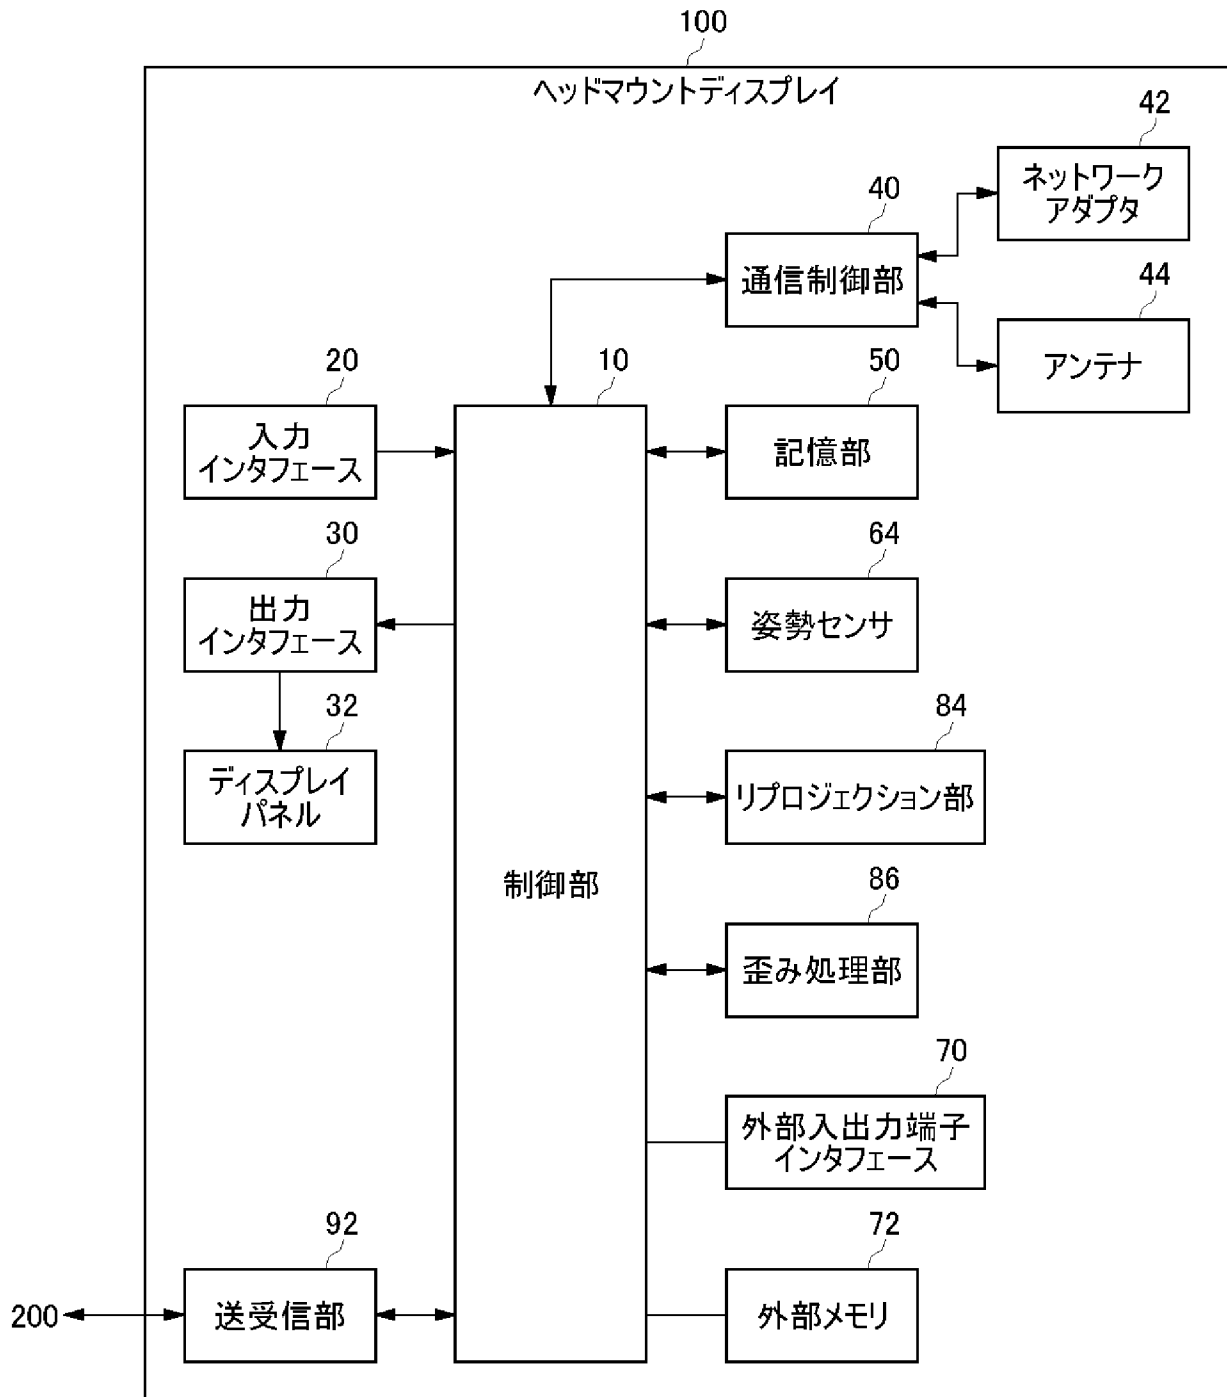 100
ヘッドマウントディスプレイ
42
ネットワーク
アダプタ
40
通信制御部
44
アンテナ
20
入力
インタフェース
10
制御部
50
記憶部
30
出力
インタフェース
64
姿勢センサ
32
ディスプレイ
パネル
84
リプロジェクション部
86
歪み処理部
70
外部入出力端子
インタフェース
92
送受信部
200
72
外部メモリ